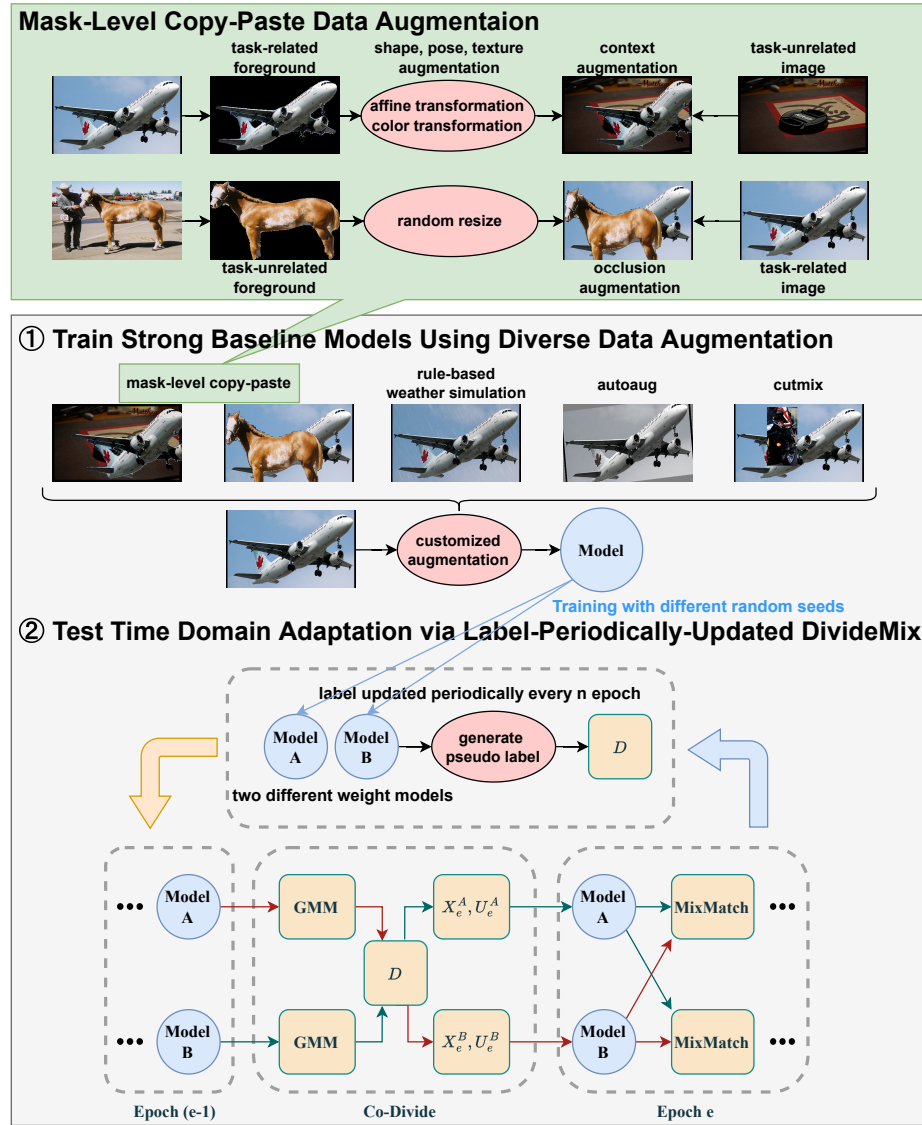 Mask-Level Copy-Paste Data Augmentaion
task-related
foreground
shape, pose, texture
augmentation
context
augmentation
task-unrelated
image
affine transformation
color transformation
random resize
task-unrelated
foreground
occlusion
augmentation
task-related
image
① Train Strong Baseline Models Using Diverse Data Augmentation
mask-level copy-paste
rule-based
weather simulation
autoaug
cutmix
customized
augmentation
Model
Training with different random seeds
② Test Time Domain Adaptation via Label-Periodically-Updated DivideMix
label updated periodically every n epoch
Model
A
Model
B
generate
pseudo label
D
two different weight models
Model
A
GMM
X_e^A, U_e^A
Model
A
MixMatch
D
Model
B
GMM
X_e^B, U_e^B
Model
B
MixMatch
Epoch (e-1)
Co-Divide
Epoch e